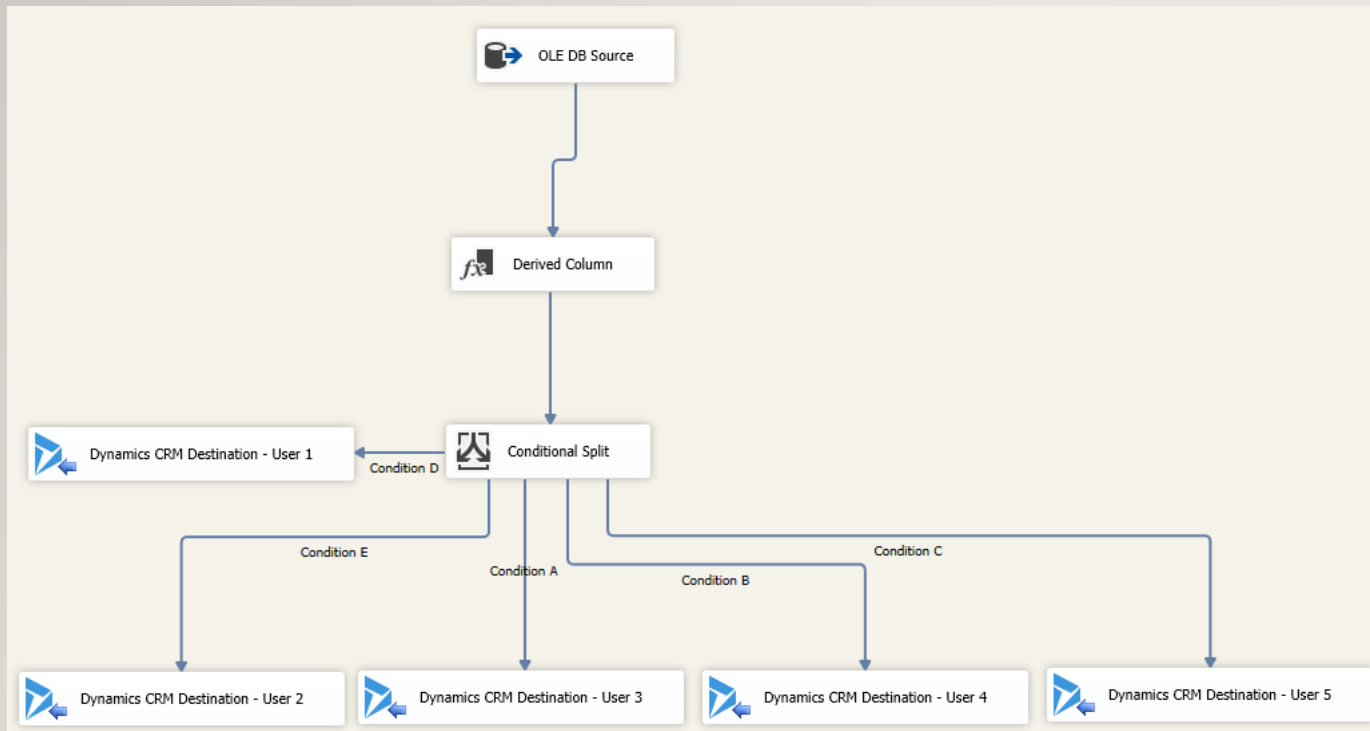 OLE DB Source
fx
Derived Column
Conditional Split
Dynamics CRM Destination - User 1
Condition D
Condition E
Condition A
Condition B
Condition C
Dynamics CRM Destination - User 2
Dynamics CRM Destination - User 3
Dynamics CRM Destination - User 4
Dynamics CRM Destination - User 5